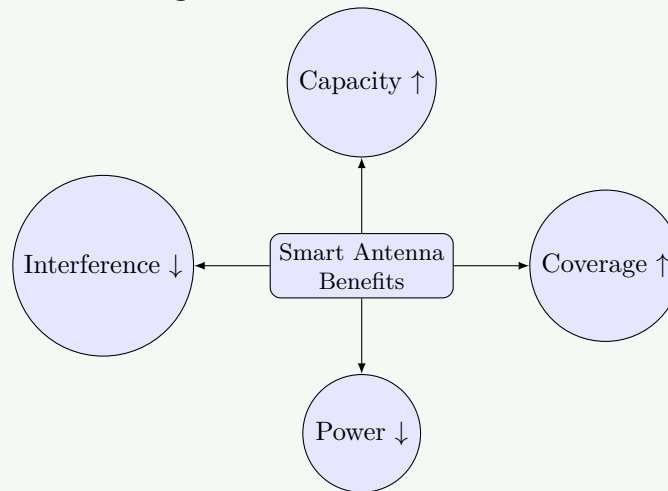 Capacity ↑
Interference ↓
Smart Antenna
Benefits
Coverage ↑
Power ↓